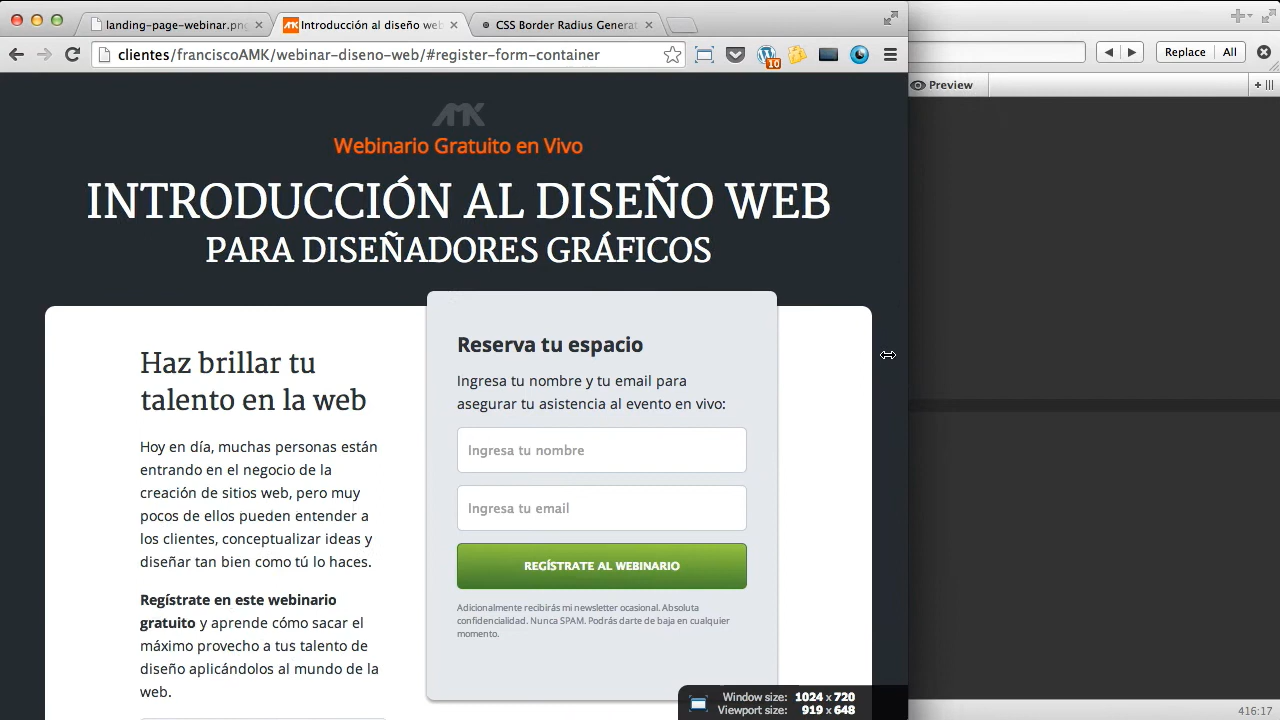 landing-page-webinar.png
Introducción al diseño web
CSS Border Radius Generat
clientes/franciscoAMK/webinar-diseno-web/#register-form-container
10
Replace
All
Preview
AMK
Webinario Gratuito en Vivo
INTRODUCCIÓN AL DISEÑO WEB
PARA DISEÑADORES GRÁFICOS
Haz brillar tu
talento en la web
Hoy en día, muchas personas están
entrando en el negocio de la
creación de sitios web, pero muy
pocos de ellos pueden entender a
los clientes, conceptualizar ideas y
diseñar tan bien como tú lo haces.
Regístrate en este webinario
gratuito y aprende cómo sacar el
máximo provecho a tus talento de
diseño aplicándolos al mundo de la
web.
Reserva tu espacio
Ingresa tu nombre y tu email para
asegurar tu asistencia al evento en vivo:
Ingresa tu nombre
Ingresa tu email
REGÍSTRATE AL WEBINARIO
Adicionalmente recibirás mi newsletter ocasional. Absoluta
confidencialidad. Nunca SPAM. Podrás darte de baja en cualquier
momento.
Window size: 1024 x 720
Viewport size: 919 x 648
416:17